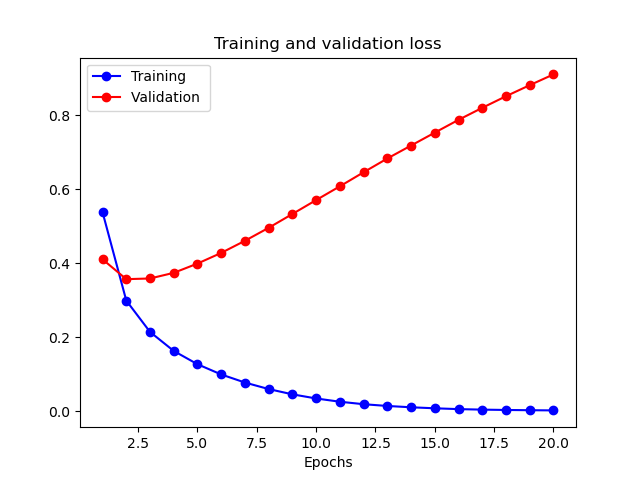 Training and validation loss
Training
Validation
0.8
0.6
0.4
0.2
0.0
2.5 5.0 7.5 10.0 12.5 15.0 17.5 20.0
Epochs